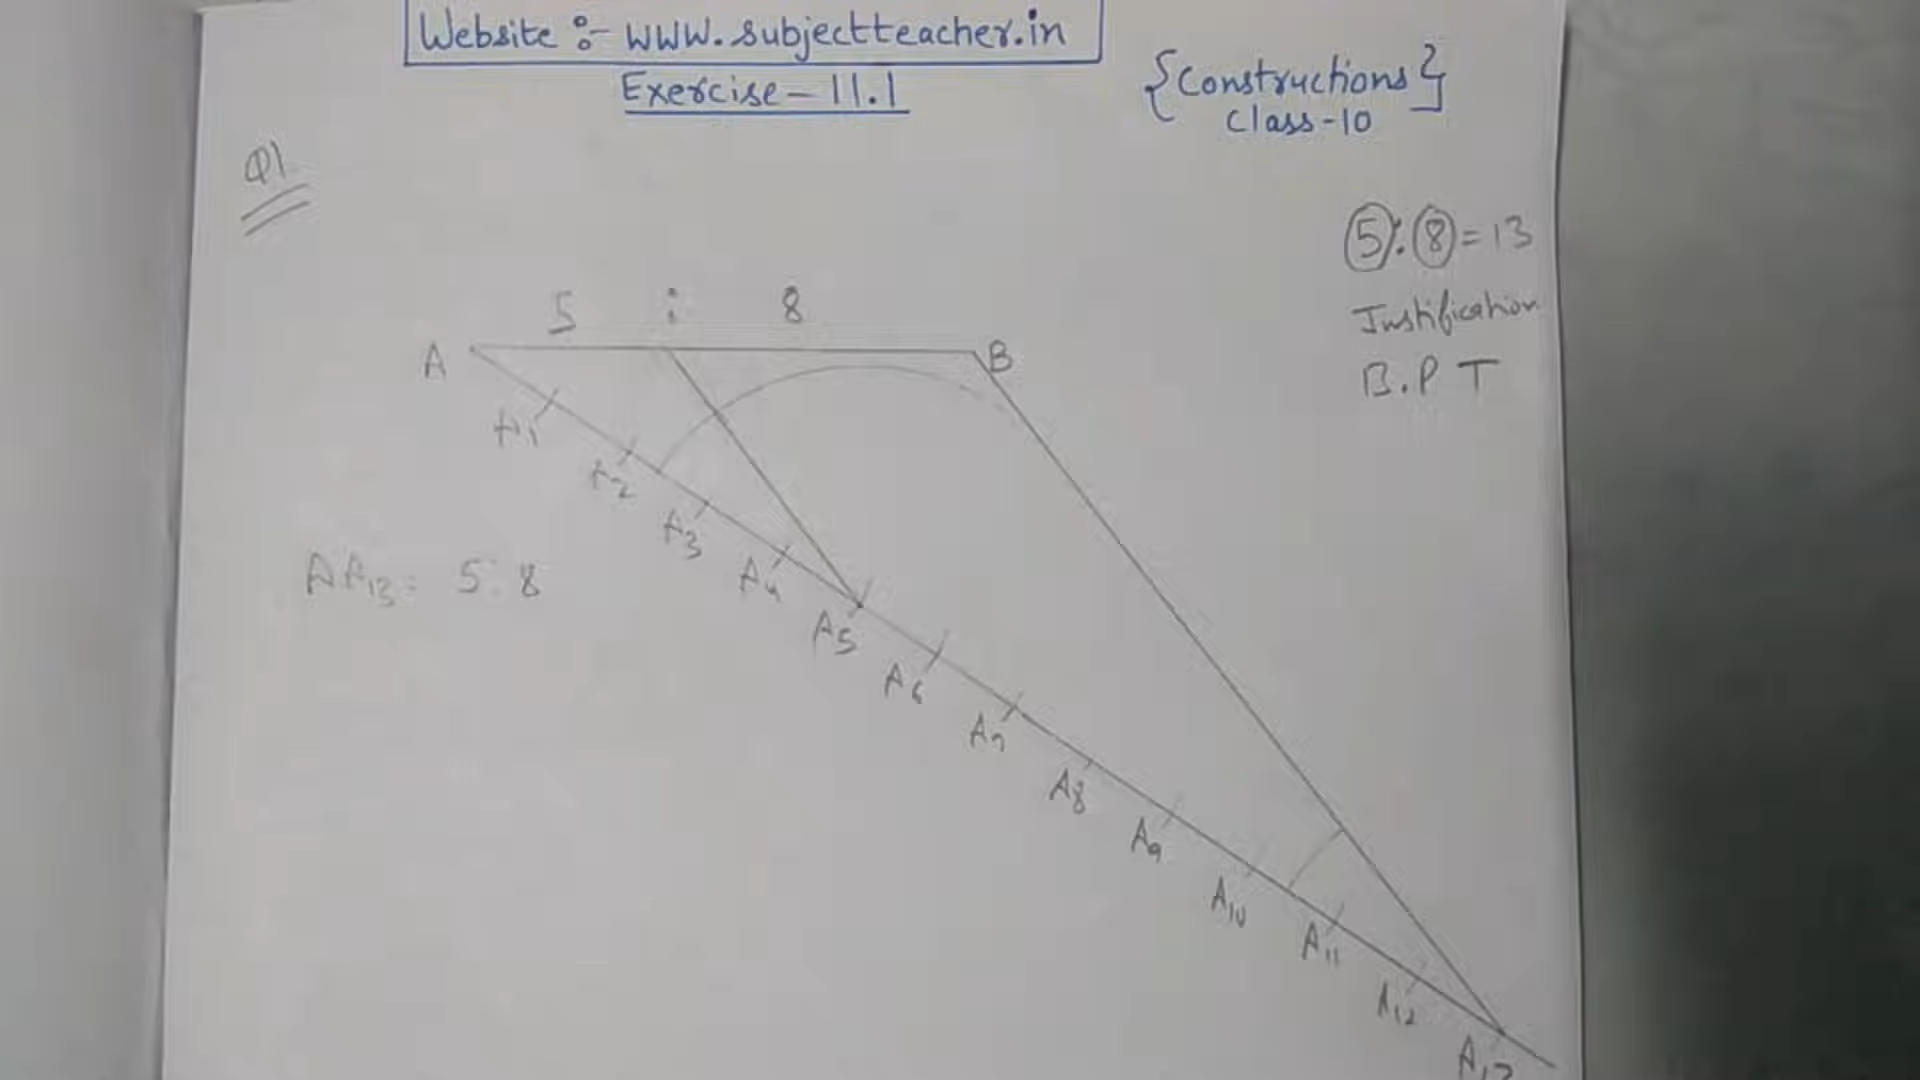 Website :- www.subjectteacher.in
Exercise - 11.1
{Constructions}
Class-10
Q1
5 : 8 = 13
Justification
B.P T
5 : 8
A
B
A1
A2
A3
A4
A5
A6
A7
A8
A9
A10
A11
A12
A13
AA13 = 5:8